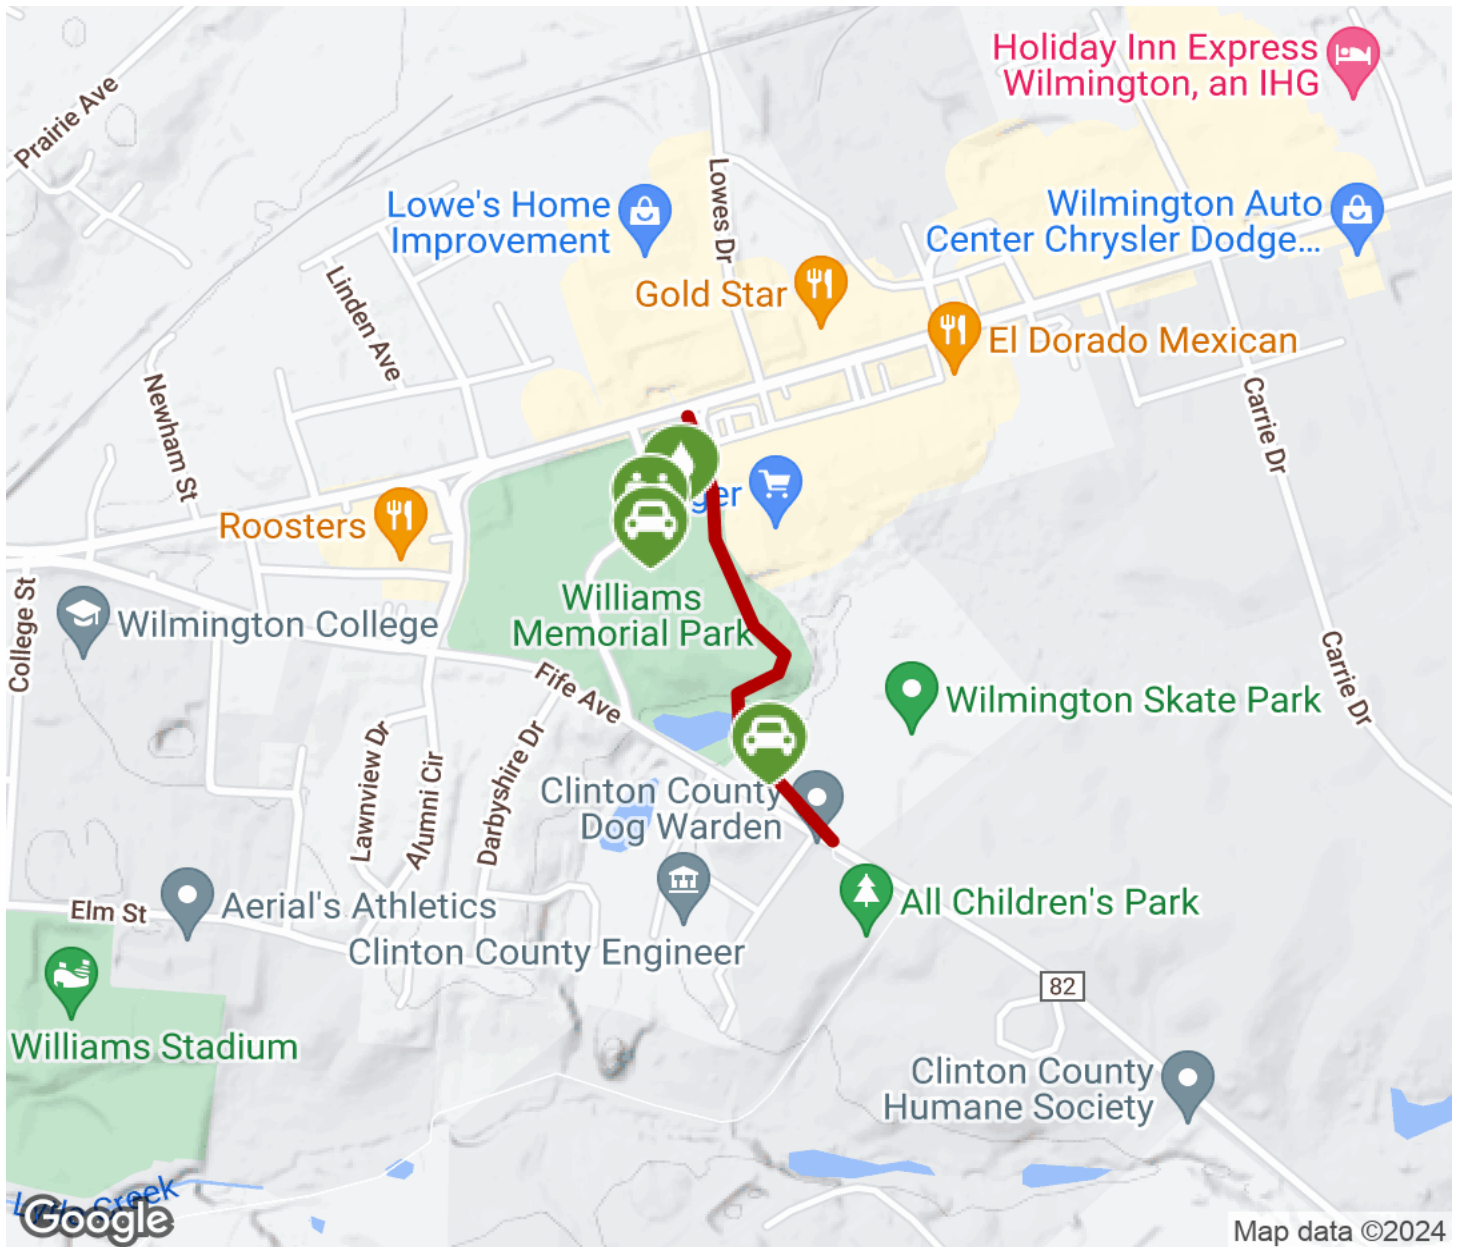 Holiday Inn Express
Wilmington, an IHG
Prairie Ave
Lowes Dr
Lowe's Home
Improvement
Wilmington Auto
Center Chrysler Dodge...
Gold Star
Linden Ave
El Dorado Mexican
Newham St
Carrie Dr
ger
Roosters
College St
Wilmington College
Williams
Memorial Park
Fife Ave
Carrie Dr
Wilmington Skate Park
Lawnview Dr
Alumni Cir
Darbyshire Dr
Clinton County
Dog Warden
Elm St
Aerial's Athletics
All Children's Park
Clinton County Engineer
82
Williams Stadium
Clinton County
Humane Society
Creek
Google
Map data ©2024